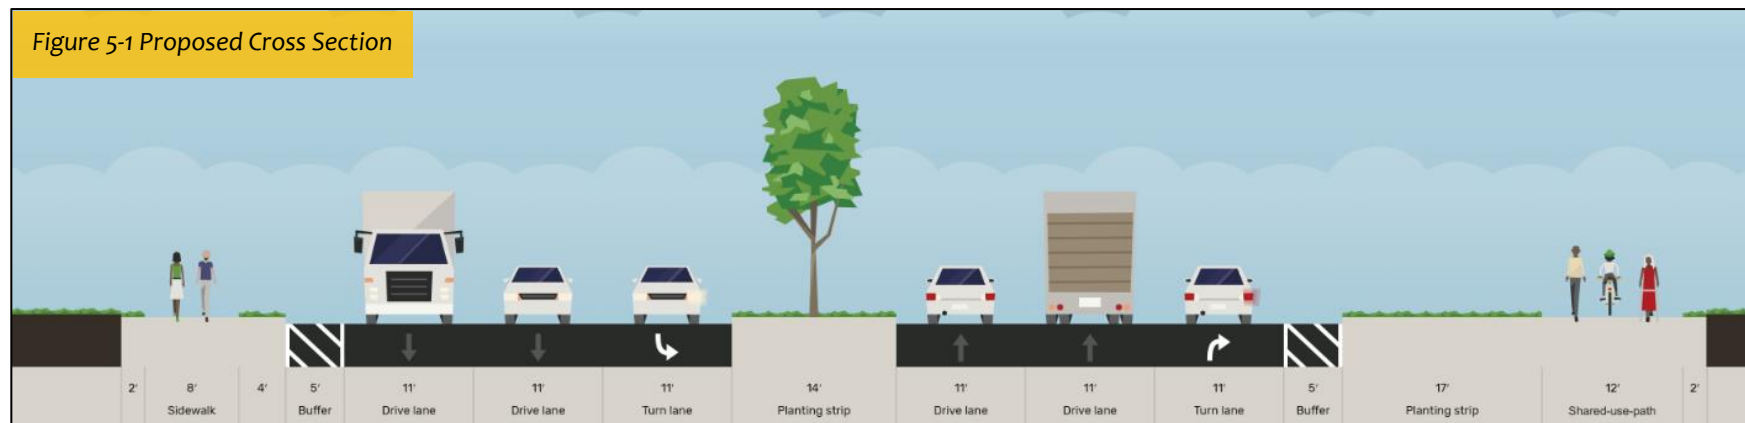 Figure 5-1 Proposed Cross Section
2' 8' 4' 5' 11' 11' 11' 14' 11' 11' 11' 5' 17' 12' 2'
Sidewalk Buffer Drive lane Drive lane Turn lane Planting strip Drive lane Drive lane Turn lane Buffer Planting strip Shared-use-path